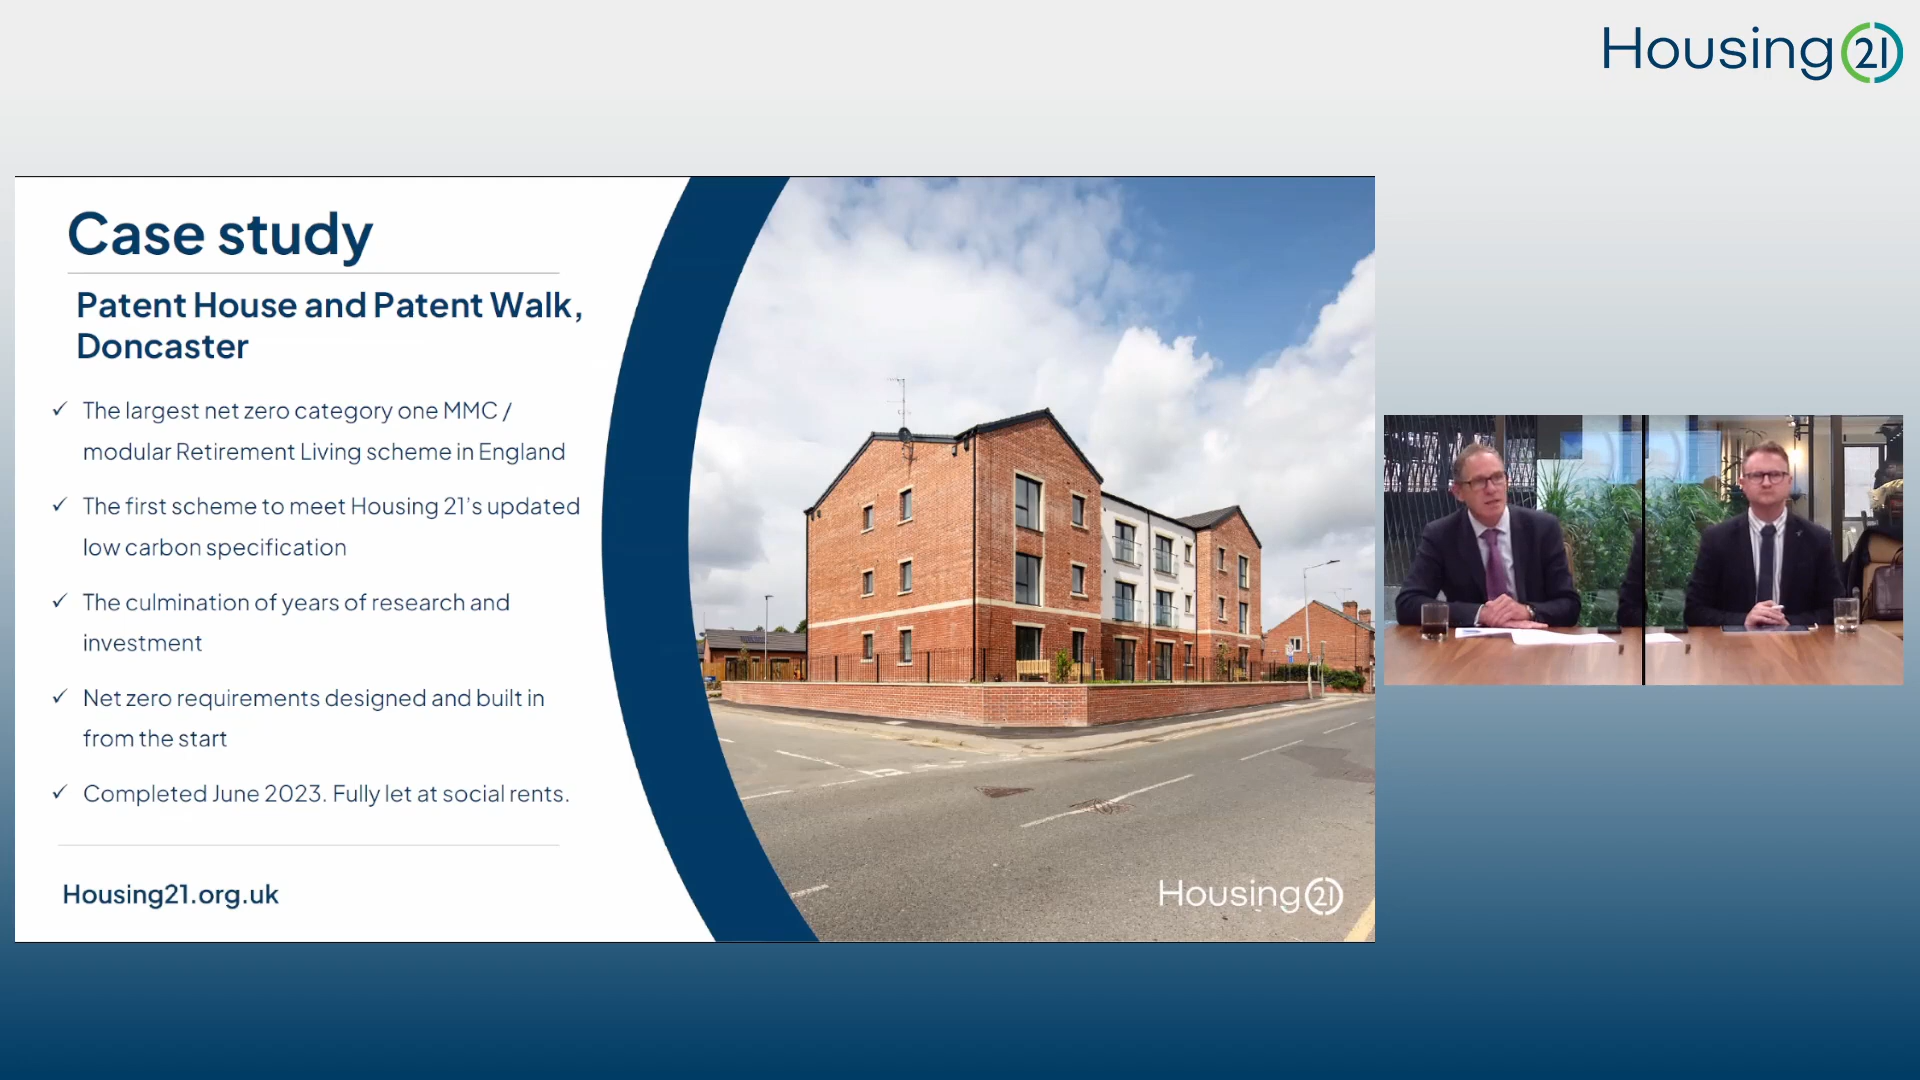 Housing 21
Case study
Patent House and Patent Walk,
Doncaster
✓ The largest net zero category one MMC /
modular Retirement Living scheme in England
✓ The first scheme to meet Housing 21's updated
low carbon specification
✓ The culmination of years of research and
investment
✓ Net zero requirements designed and built in
from the start
✓ Completed June 2023. Fully let at social rents.
Housing21.org.uk
Housing 21